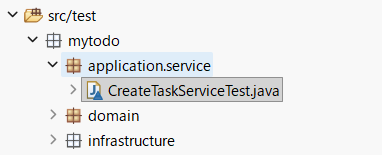 src/test
mytodo
application.service
CreateTaskServiceTest.java
domain
infrastructure